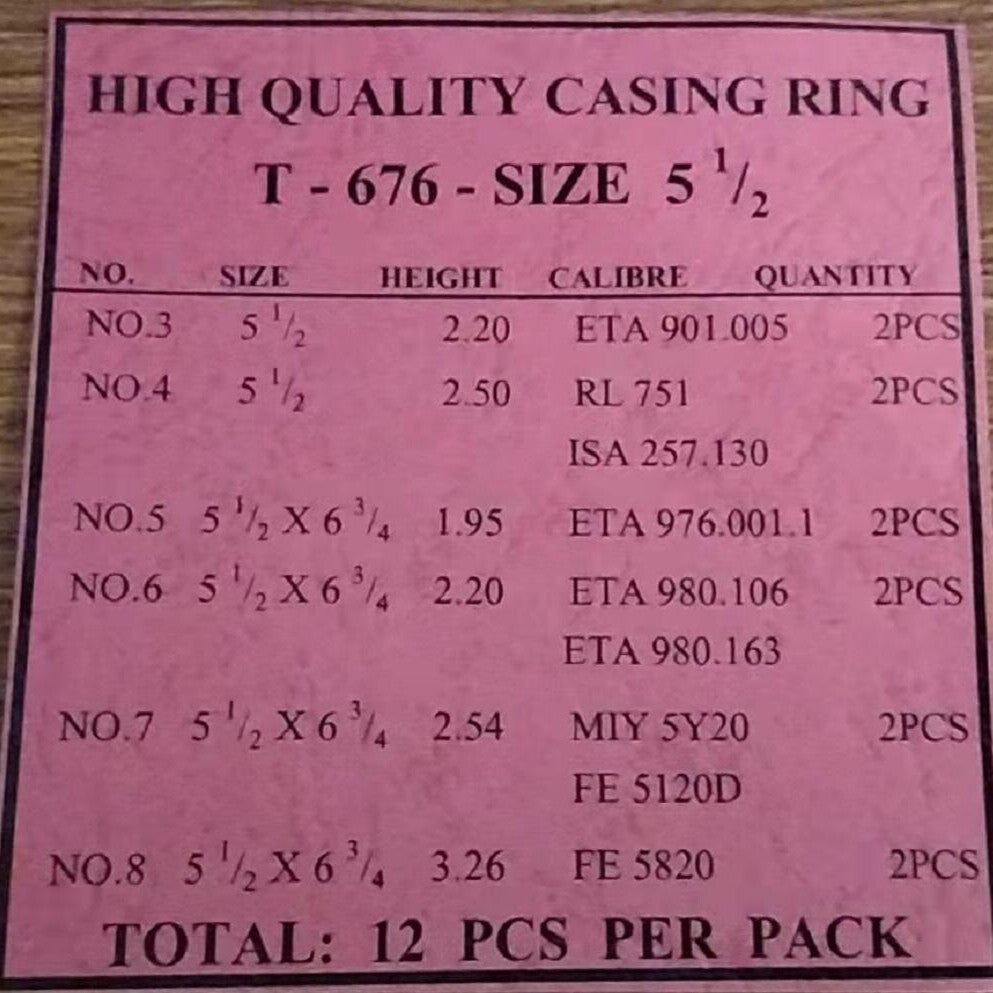 HIGH QUALITY CASING RING
T - 676 - SIZE 5 1/2
NO. SIZE HEIGHT CALIBRE QUANTITY
NO.3 5 1/2 2.20 ETA 901.005 2PCS
NO.4 5 1/2 2.50 RL 751 2PCS
ISA 257.130
NO.5 5 1/2 X 6 3/4 1.95 ETA 976.001.1 2PCS
NO.6 5 1/2 X 6 3/4 2.20 ETA 980.106 2PCS
ETA 980.163
NO.7 5 1/2 X 6 3/4 2.54 MIY 5Y20 2PCS
FE 5120D
NO.8 5 1/2 X 6 3/4 3.26 FE 5820 2PCS
TOTAL: 12 PCS PER PACK